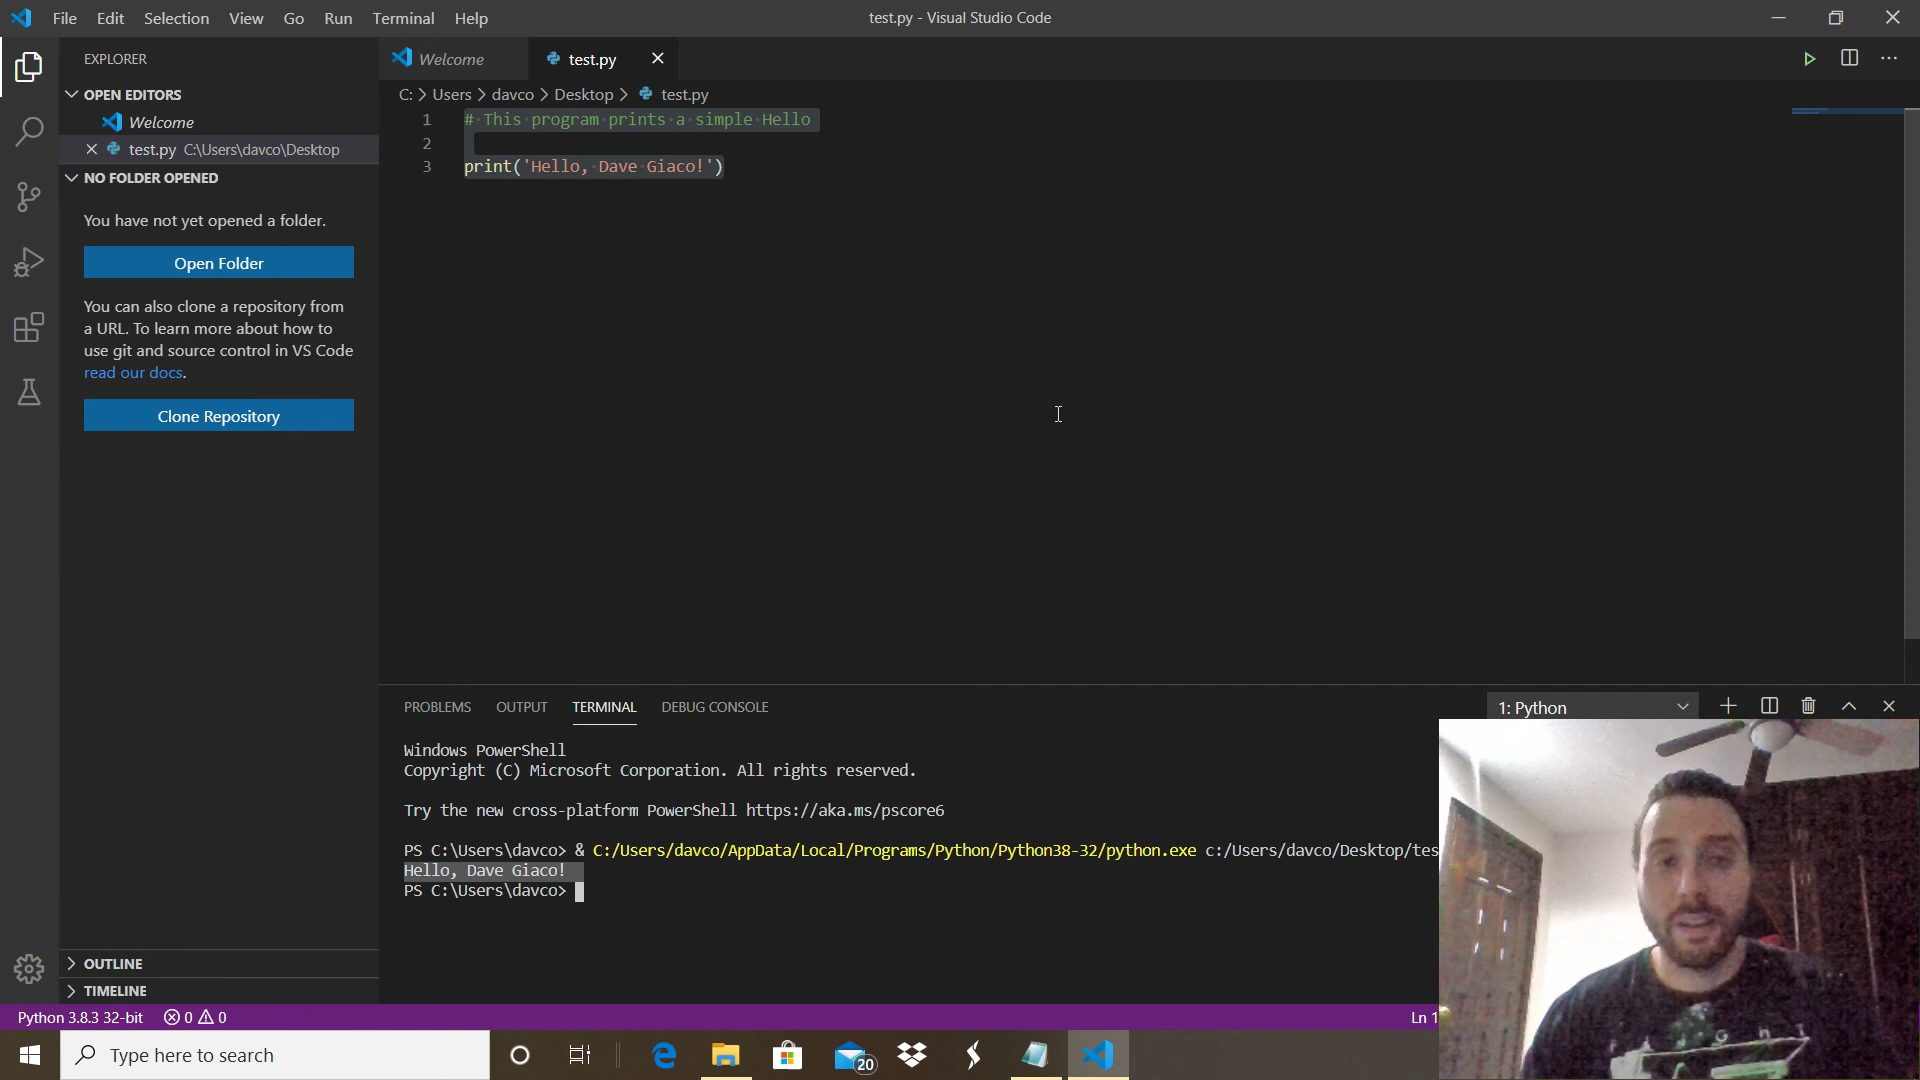 File Edit Selection View Go Run Terminal Help
test.py - Visual Studio Code
EXPLORER
OPEN EDITORS
Welcome
test.py C:\Users\davco\Desktop
NO FOLDER OPENED
You have not yet opened a folder.
Open Folder
You can also clone a repository from
a URL. To learn more about how to
use git and source control in VS Code
read our docs.
Clone Repository
OUTLINE
TIMELINE
Welcome
test.py
C: > Users > davco > Desktop > test.py
1 # This program prints a simple Hello
2
3 print('Hello, Dave Giaco!')
PROBLEMS OUTPUT TERMINAL DEBUG CONSOLE
1: Python
Windows PowerShell
Copyright (C) Microsoft Corporation. All rights reserved.
Try the new cross-platform PowerShell https://aka.ms/pscore6
PS C:\Users\davco> & C:/Users/davco/AppData/Local/Programs/Python/Python38-32/python.exe c:/Users/davco/Desktop/tes
Hello, Dave Giaco!
PS C:\Users\davco>
Python 3.8.3 32-bit
0 0
Ln 1
Type here to search
20